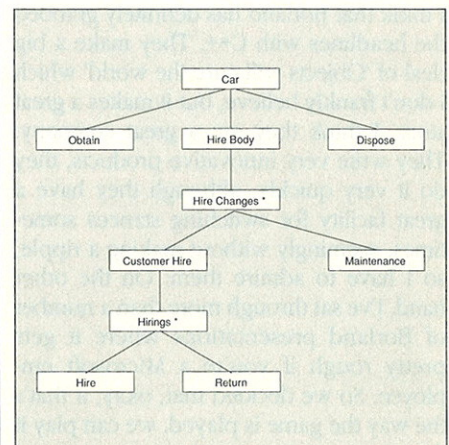 Car
Obtain
Hire Body
Dispose
Hire Changes *
Customer Hire
Maintenance
Hirings *
Hire
Return